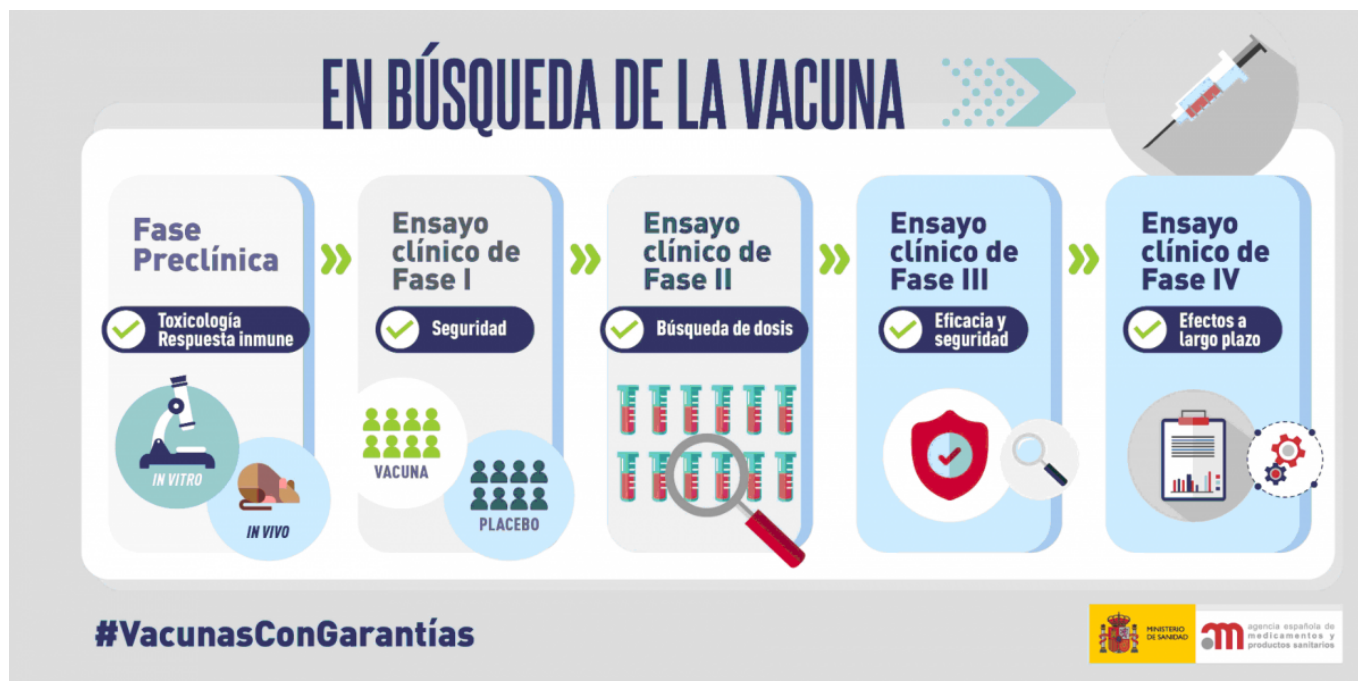 EN BÚSQUEDA DE LA VACUNA
Fase
Preclínica
Toxicología
Respuesta inmune
IN VITRO
IN VIVO
Ensayo
clínico de
Fase I
Seguridad
VACUNA
PLACEBO
Ensayo
clínico de
Fase II
Búsqueda de dosis
Ensayo
clínico de
Fase III
Eficacia y
seguridad
Ensayo
clínico de
Fase IV
Efectos a
largo plazo
#VacunasConGarantías
MINISTERIO
DE SANIDAD
am
agencia española de
medicamentos y
productos sanitarios